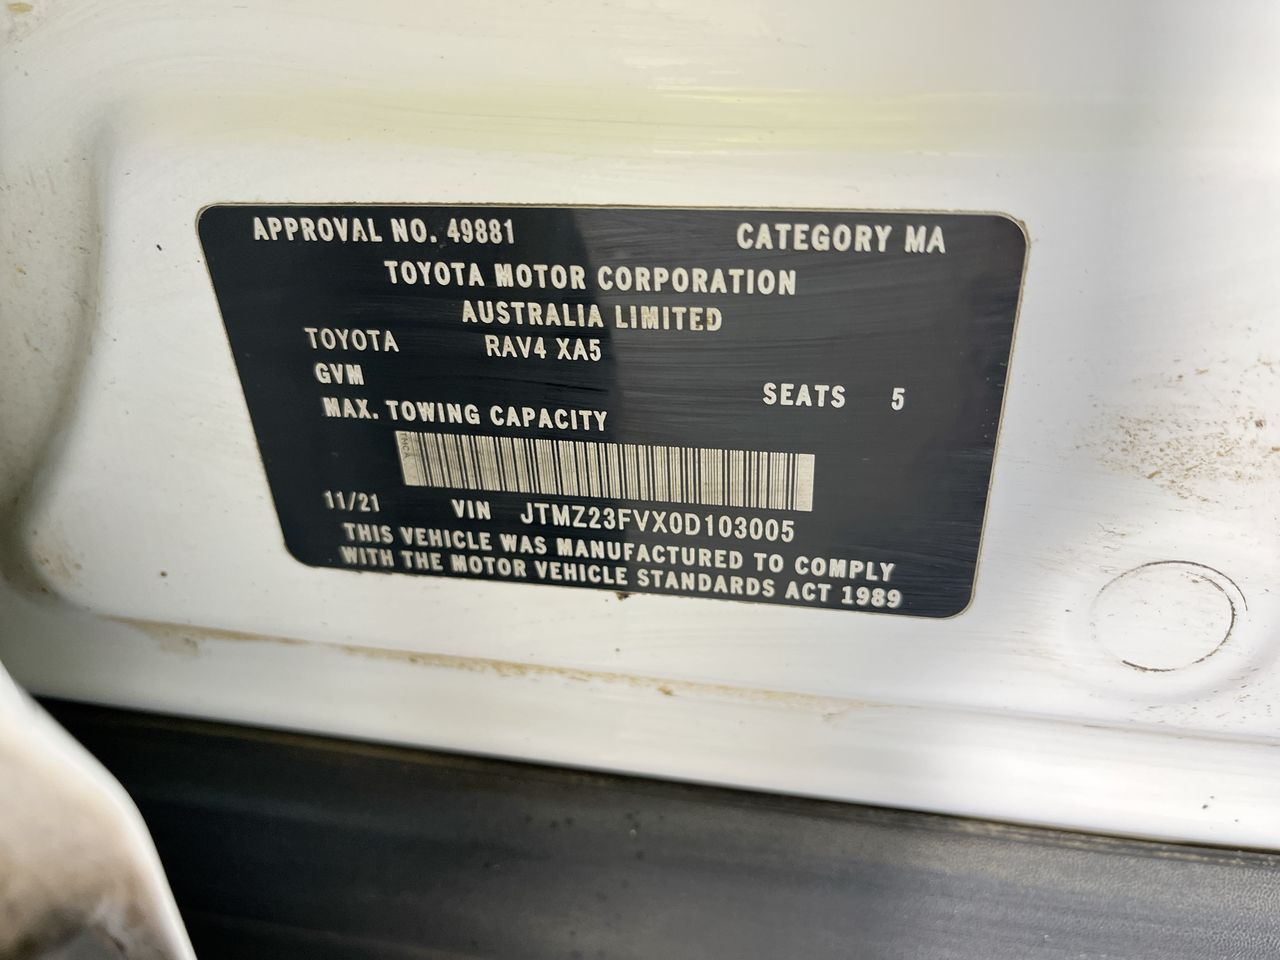 APPROVAL NO. 49881 CATEGORY MA
TOYOTA MOTOR CORPORATION
AUSTRALIA LIMITED
TOYOTA RAV4 XA5
GVM
SEATS 5
MAX. TOWING CAPACITY
11/21 VIN JTMZ23FVX0D103005
THIS VEHICLE WAS MANUFACTURED TO COMPLY
WITH THE MOTOR VEHICLE STANDARDS ACT 1989